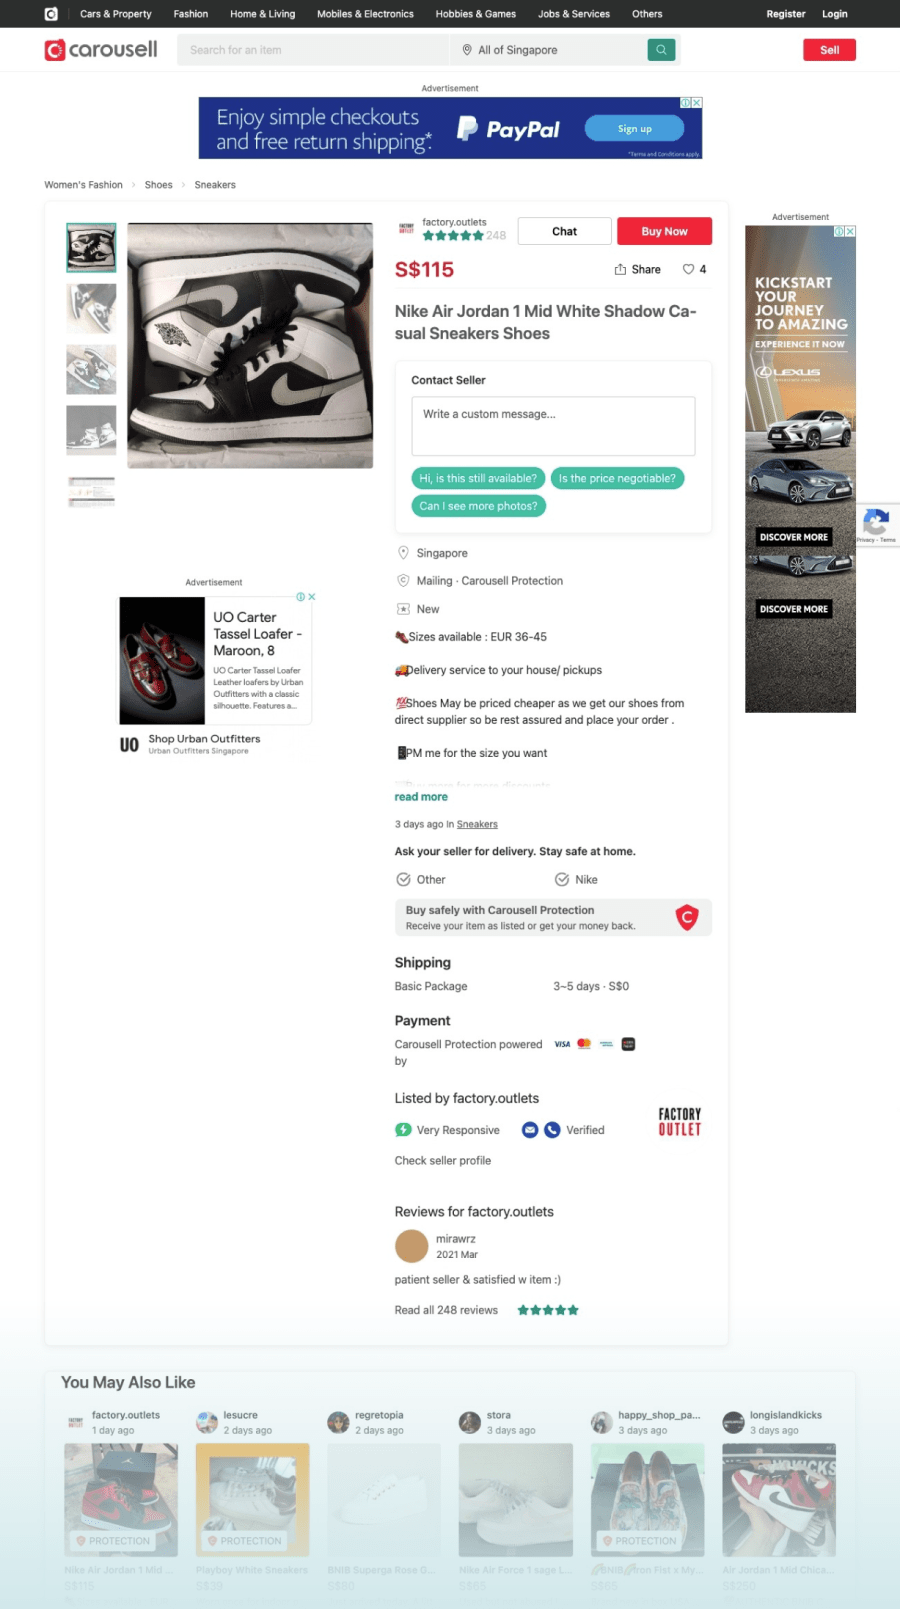 Cars & Property Fashion Home & Living Mobiles & Electronics Hobbies & Games Jobs & Services Others Register Login
carousell Search for an item All of Singapore Sell
Advertisement
Enjoy simple checkouts
and free return shipping.*
PayPal
Sign up
*Terms and Conditions apply.
Women's Fashion > Shoes > Sneakers
factory.outlets
248
Chat
Buy Now
S$115
Share
4
Nike Air Jordan 1 Mid White Shadow Ca-
sual Sneakers Shoes
Contact Seller
Write a custom message...
Hi, is this still available? Is the price negotiable?
Can I see more photos?
Singapore
Mailing · Carousell Protection
New
Sizes available : EUR 36-45
Delivery service to your house/ pickups
💯Shoes May be priced cheaper as we get our shoes from
direct supplier so be rest assured and place your order .
PM me for the size you want
Buy more for more discounts
read more
3 days ago in Sneakers
Ask your seller for delivery. Stay safe at home.
Other Nike
Buy safely with Carousell Protection
Receive your item as listed or get your money back.
Shipping
Basic Package 3~5 days · S$0
Payment
Carousell Protection powered
by
VISA
Listed by factory.outlets
Very Responsive Verified
FACTORY
OUTLET
Check seller profile
Reviews for factory.outlets
mirawrz
2021 Mar
patient seller & satisfied w item :)
Read all 248 reviews
Advertisement
UO Carter
Tassel Loafer -
Maroon, 8
UO Carter Tassel Loafer
Leather loafers by Urban
Outfitters with a classic
silhouette. Features a...
UO
Shop Urban Outfitters
Urban Outfitters Singapore
Advertisement
KICKSTART
YOUR
JOURNEY
TO AMAZING
EXPERIENCE IT NOW
LEXUS
DISCOVER MORE
DISCOVER MORE
Privacy - Terms
You May Also Like
factory.outlets
1 day ago
lesucre
2 days ago
regretopia
2 days ago
stora
3 days ago
happy_shop_pa...
3 days ago
longislandkicks
3 days ago
PROTECTION
PROTECTION
PROTECTION
Nike Air Jordan 1 Mid ...
Playboy White Sneakers
BNIB Superga Rose G...
Nike Air Force 1 sage L...
BNIB Iron Fist x My...
Air Jordan 1 Mid Chica...
S$115
S$39
S$60
S$65
S$65
S$250